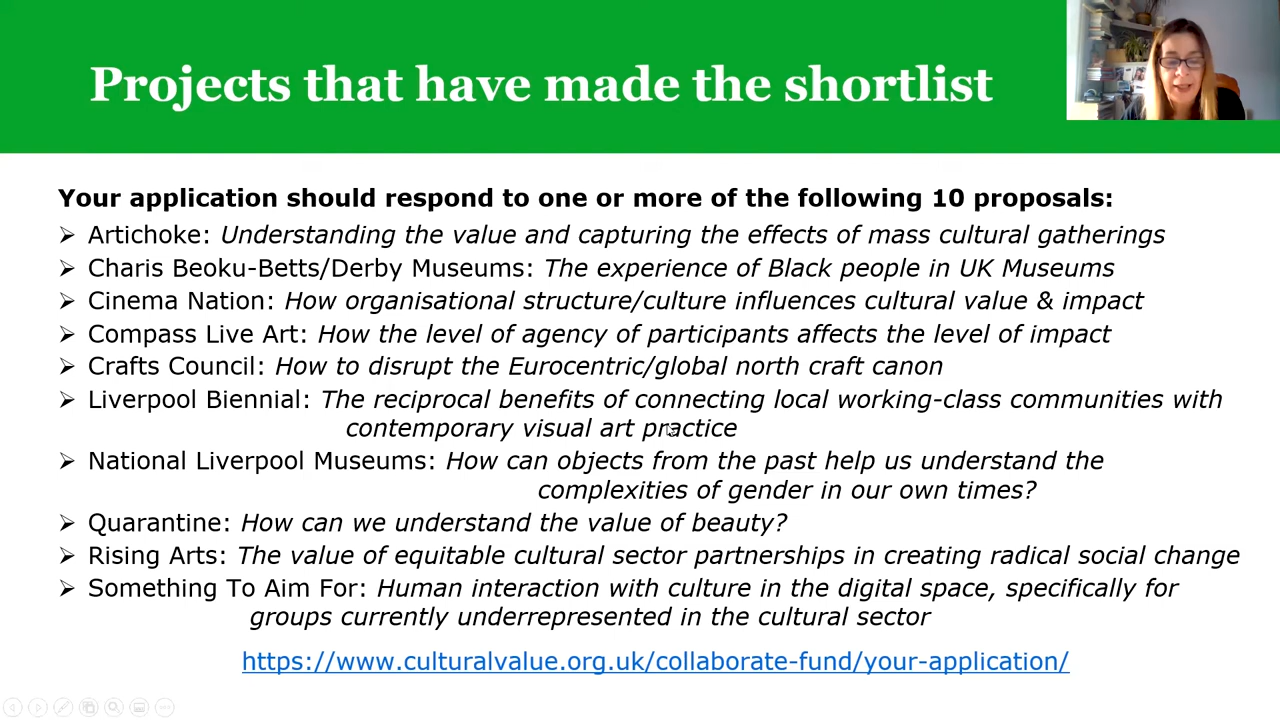 Projects that have made the shortlist
Your application should respond to one or more of the following 10 proposals:
Artichoke: Understanding the value and capturing the effects of mass cultural gatherings
Charis Beoku-Betts/Derby Museums: The experience of Black people in UK Museums
Cinema Nation: How organisational structure/culture influences cultural value & impact
Compass Live Art: How the level of agency of participants affects the level of impact
Crafts Council: How to disrupt the Eurocentric/global north craft canon
Liverpool Biennial: The reciprocal benefits of connecting local working-class communities with
contemporary visual art practice
National Liverpool Museums: How can objects from the past help us understand the
complexities of gender in our own times?
Quarantine: How can we understand the value of beauty?
Rising Arts: The value of equitable cultural sector partnerships in creating radical social change
Something To Aim For: Human interaction with culture in the digital space, specifically for
groups currently underrepresented in the cultural sector
https://www.culturalvalue.org.uk/collaborate-fund/your-application/